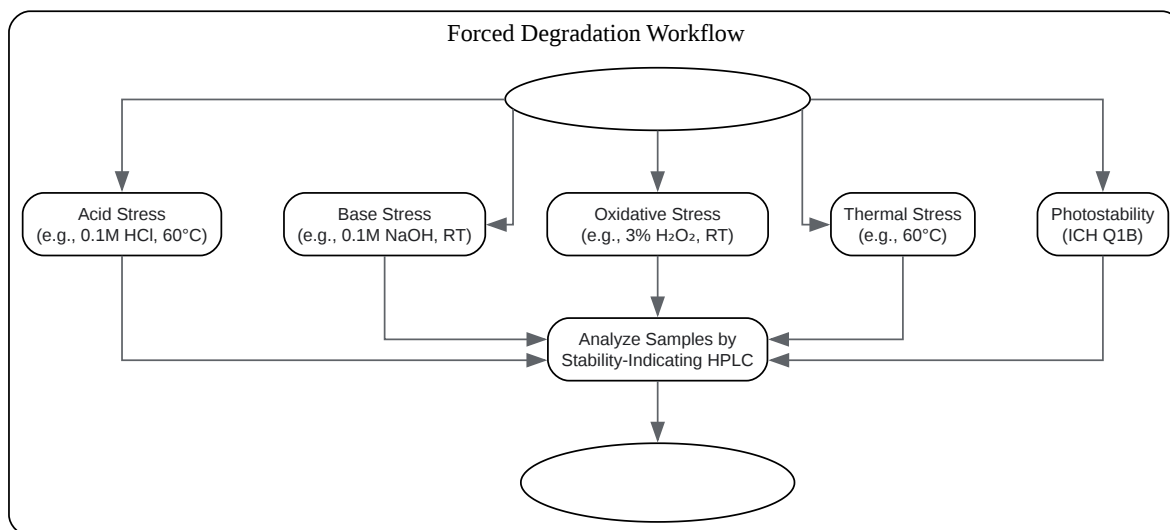 Forced Degradation Workflow
Acid Stress
(e.g., 0.1M HCl, 60°C)
Base Stress
(e.g., 0.1M NaOH, RT)
Oxidative Stress
(e.g., 3% H₂O₂, RT)
Thermal Stress
(e.g., 60°C)
Photostability
(ICH Q1B)
Analyze Samples by
Stability-Indicating HPLC